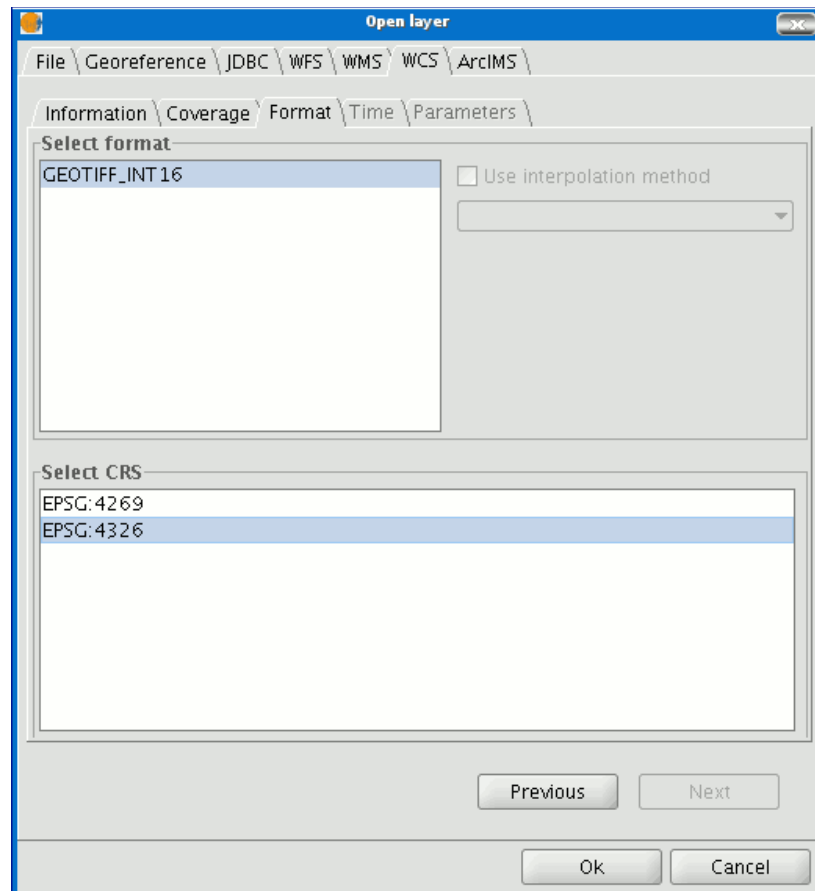 Open layer
File Georeference JDBC WFS WMS WCS ArcIMS
Information Coverage Format Time Parameters
Select format
GEOTIFF_INT16
Use interpolation method
Select CRS
EPSG:4269
EPSG:4326
Previous Next
Ok Cancel